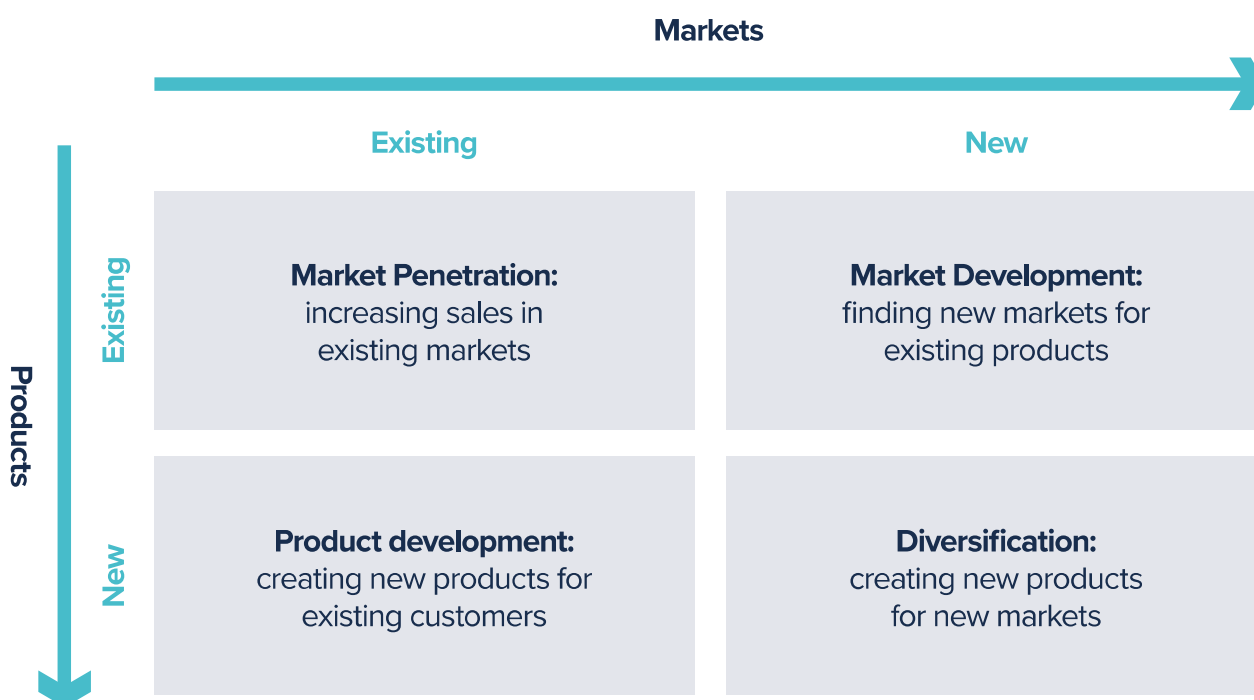 Markets
Existing
New
Products
Existing
Market Penetration:
increasing sales in
existing markets
Market Development:
finding new markets for
existing products
New
Product development:
creating new products for
existing customers
Diversification:
creating new products
for new markets